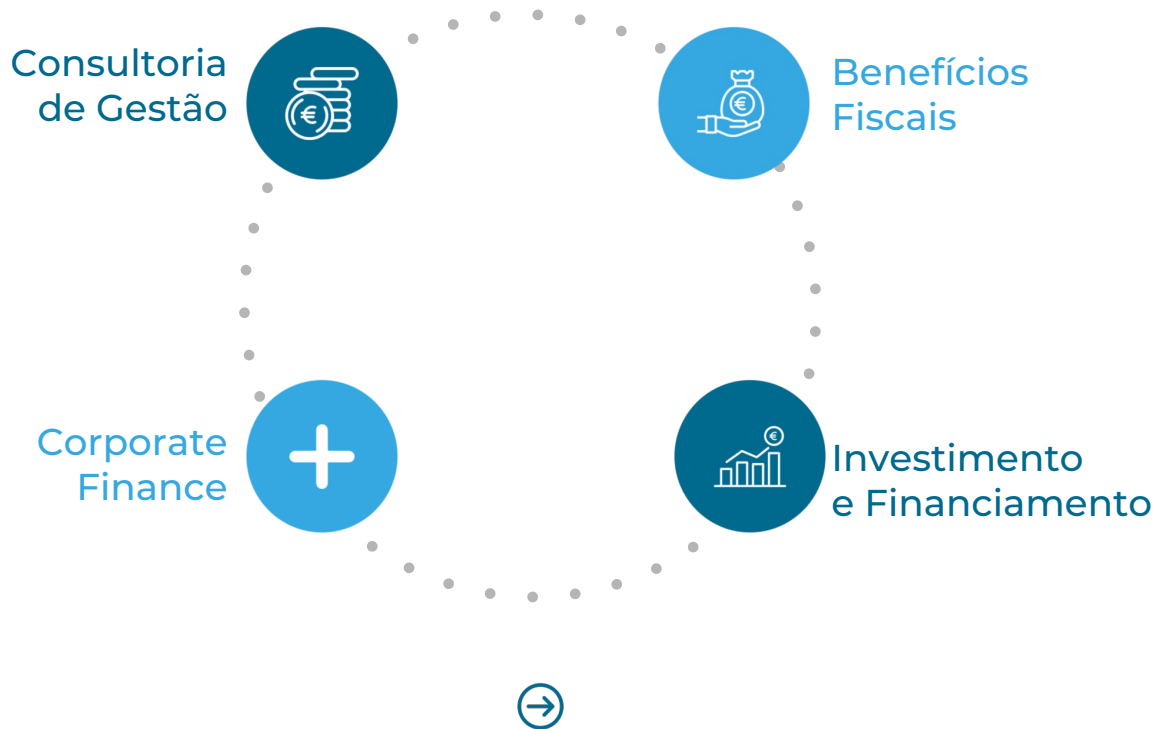 Consultoria
de Gestão
Benefícios
Fiscais
Corporate
Finance
Investimento
e Financiamento